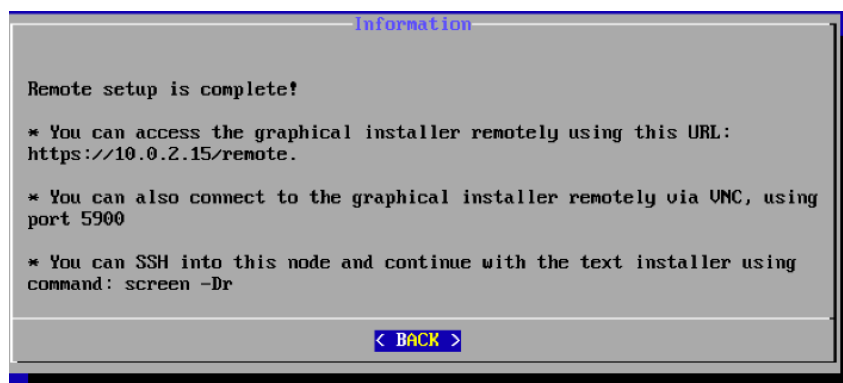 Information
Remote setup is complete!
* You can access the graphical installer remotely using this URL:
https://10.0.2.15/remote.
* You can also connect to the graphical installer remotely via VNC, using
port 5900
* You can SSH into this node and continue with the text installer using
command: screen -Dr
< BACK >